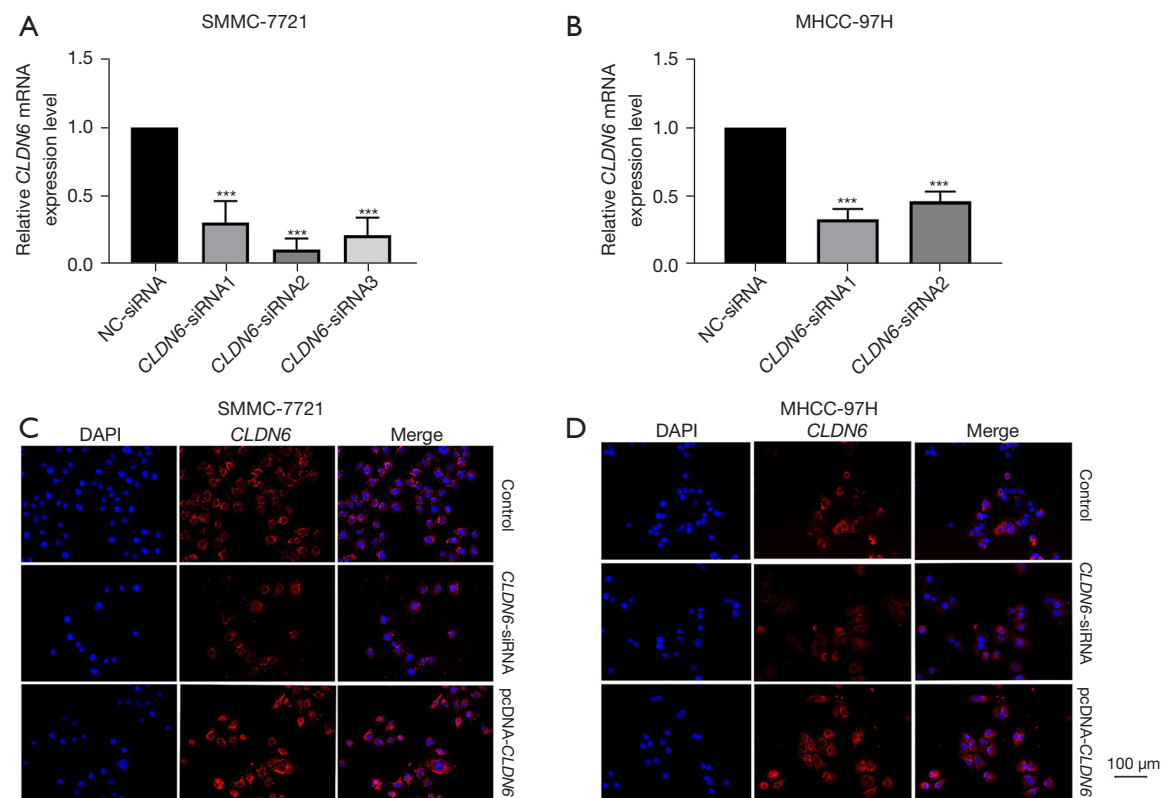 A
SMMC-7721
Relative CLDN6 mRNA
expression level
1.5
1.0
0.5
0.0
***
***
***
NC-siRNA
CLDN6-siRNA1
CLDN6-siRNA2
CLDN6-siRNA3
B
MHCC-97H
Relative CLDN6 mRNA
expression level
1.5
1.0
0.5
0.0
***
***
NC-siRNA
CLDN6-siRNA1
CLDN6-siRNA2
C
SMMC-7721
DAPI
CLDN6
Merge
Control
CLDN6-siRNA
pcDNA-CLDN6
D
MHCC-97H
DAPI
CLDN6
Merge
Control
CLDN6-siRNA
pcDNA-CLDN6
100 μm